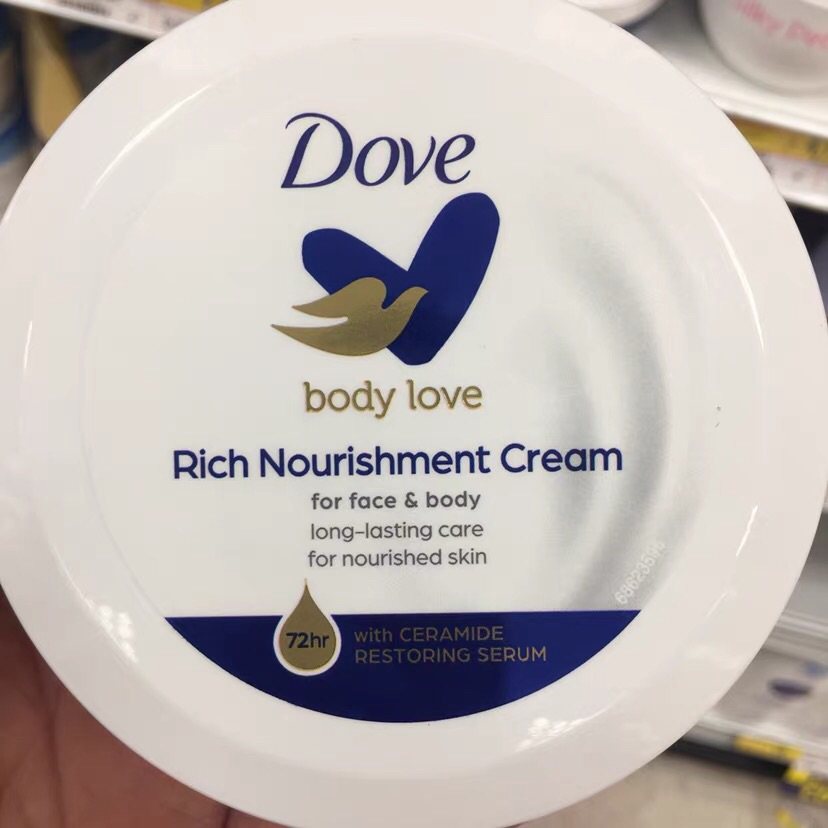 Dove
body love
Rich Nourishment Cream
for face & body
long-lasting care
for nourished skin
72hr
with CERAMIDE
RESTORING SERUM